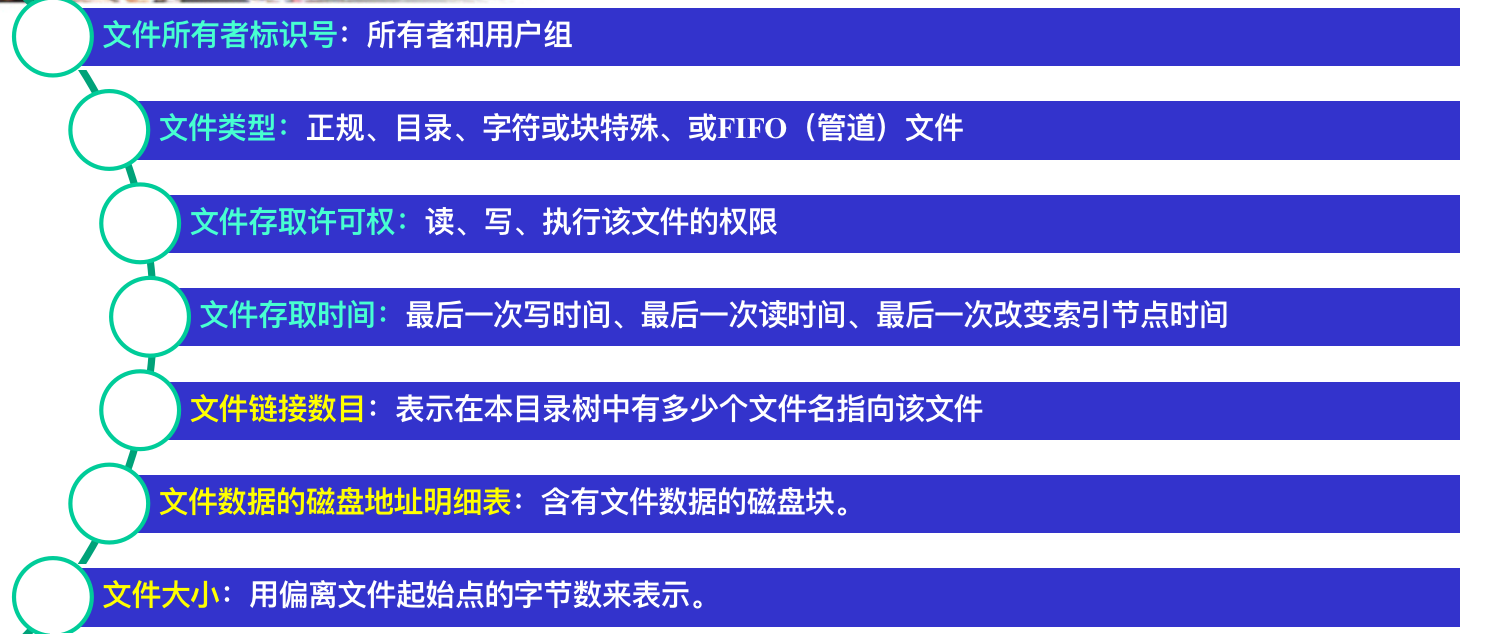 文件所有者标识号：所有者和用户组
文件类型：正规、目录、字符或块特殊、或FIFO（管道）文件
文件存取许可权：读、写、执行该文件的权限
文件存取时间：最后一次写时间、最后一次读时间、最后一次改变索引节点时间
文件链接数目：表示在本目录树中有多少个文件名指向该文件
文件数据的磁盘地址明细表：含有文件数据的磁盘块。
文件大小：用偏离文件起始点的字节数来表示。